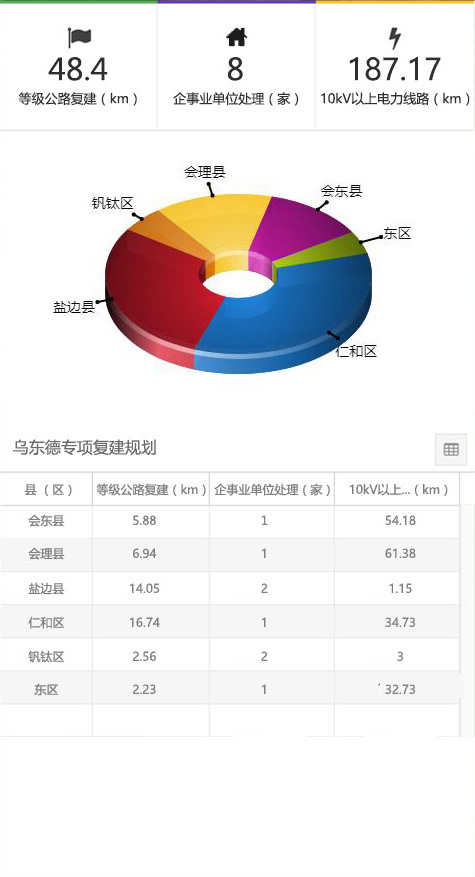 48.4
8
187.17
等级公路复建（km）
企事业单位处理（家）
10kV以上电力线路（km）
会理县
会东县
钒钛区
东区
盐边县
仁和区
乌东德专项复建规划
县（区） 等级公路复建（km） 企事业单位处理（家） 10kV以上...（km）
会东县 5.88 1 54.18
会理县 6.94 1 61.38
盐边县 14.05 2 1.15
仁和区 16.74 1 34.73
钒钛区 2.56 2 3
东区 2.23 1 32.73